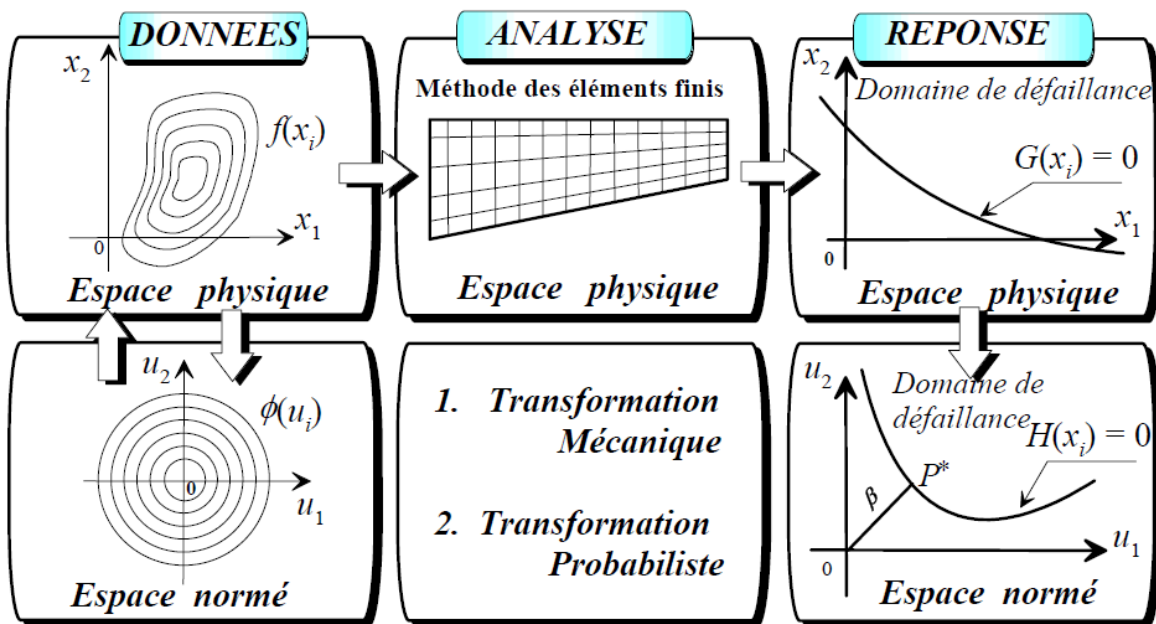 DONNEES
x₂
f(xᵢ)
x₁
0
Espace physique
ANALYSE
Méthode des éléments finis
Espace physique
REPONSE
x₂
Domaine de défaillance
G(xᵢ) = 0
x₁
0
Espace physique
u₂
ϕ(uᵢ)
0
u₁
Espace normé
1. Transformation
Mécanique
2. Transformation
Probabiliste
u₂
Domaine de
défaillance
H(xᵢ) = 0
P*
β
u₁
0
Espace normé